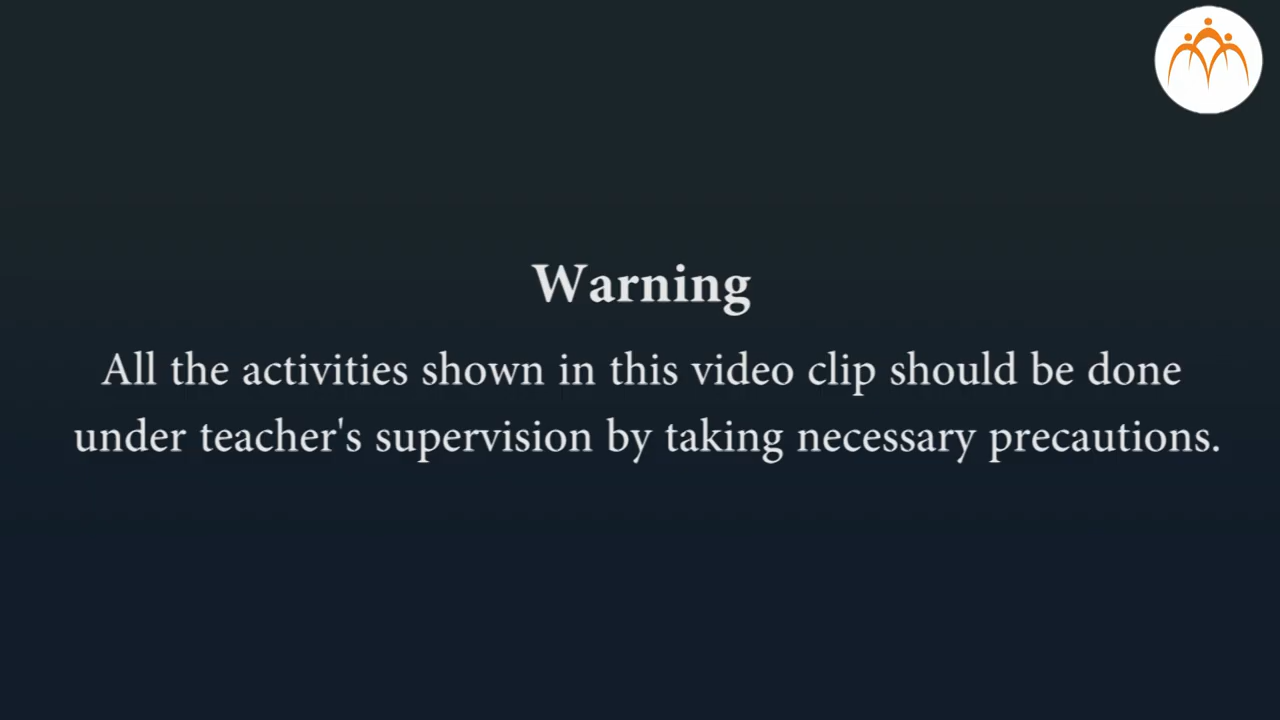 Warning
All the activities shown in this video clip should be done
under teacher's supervision by taking necessary precautions.